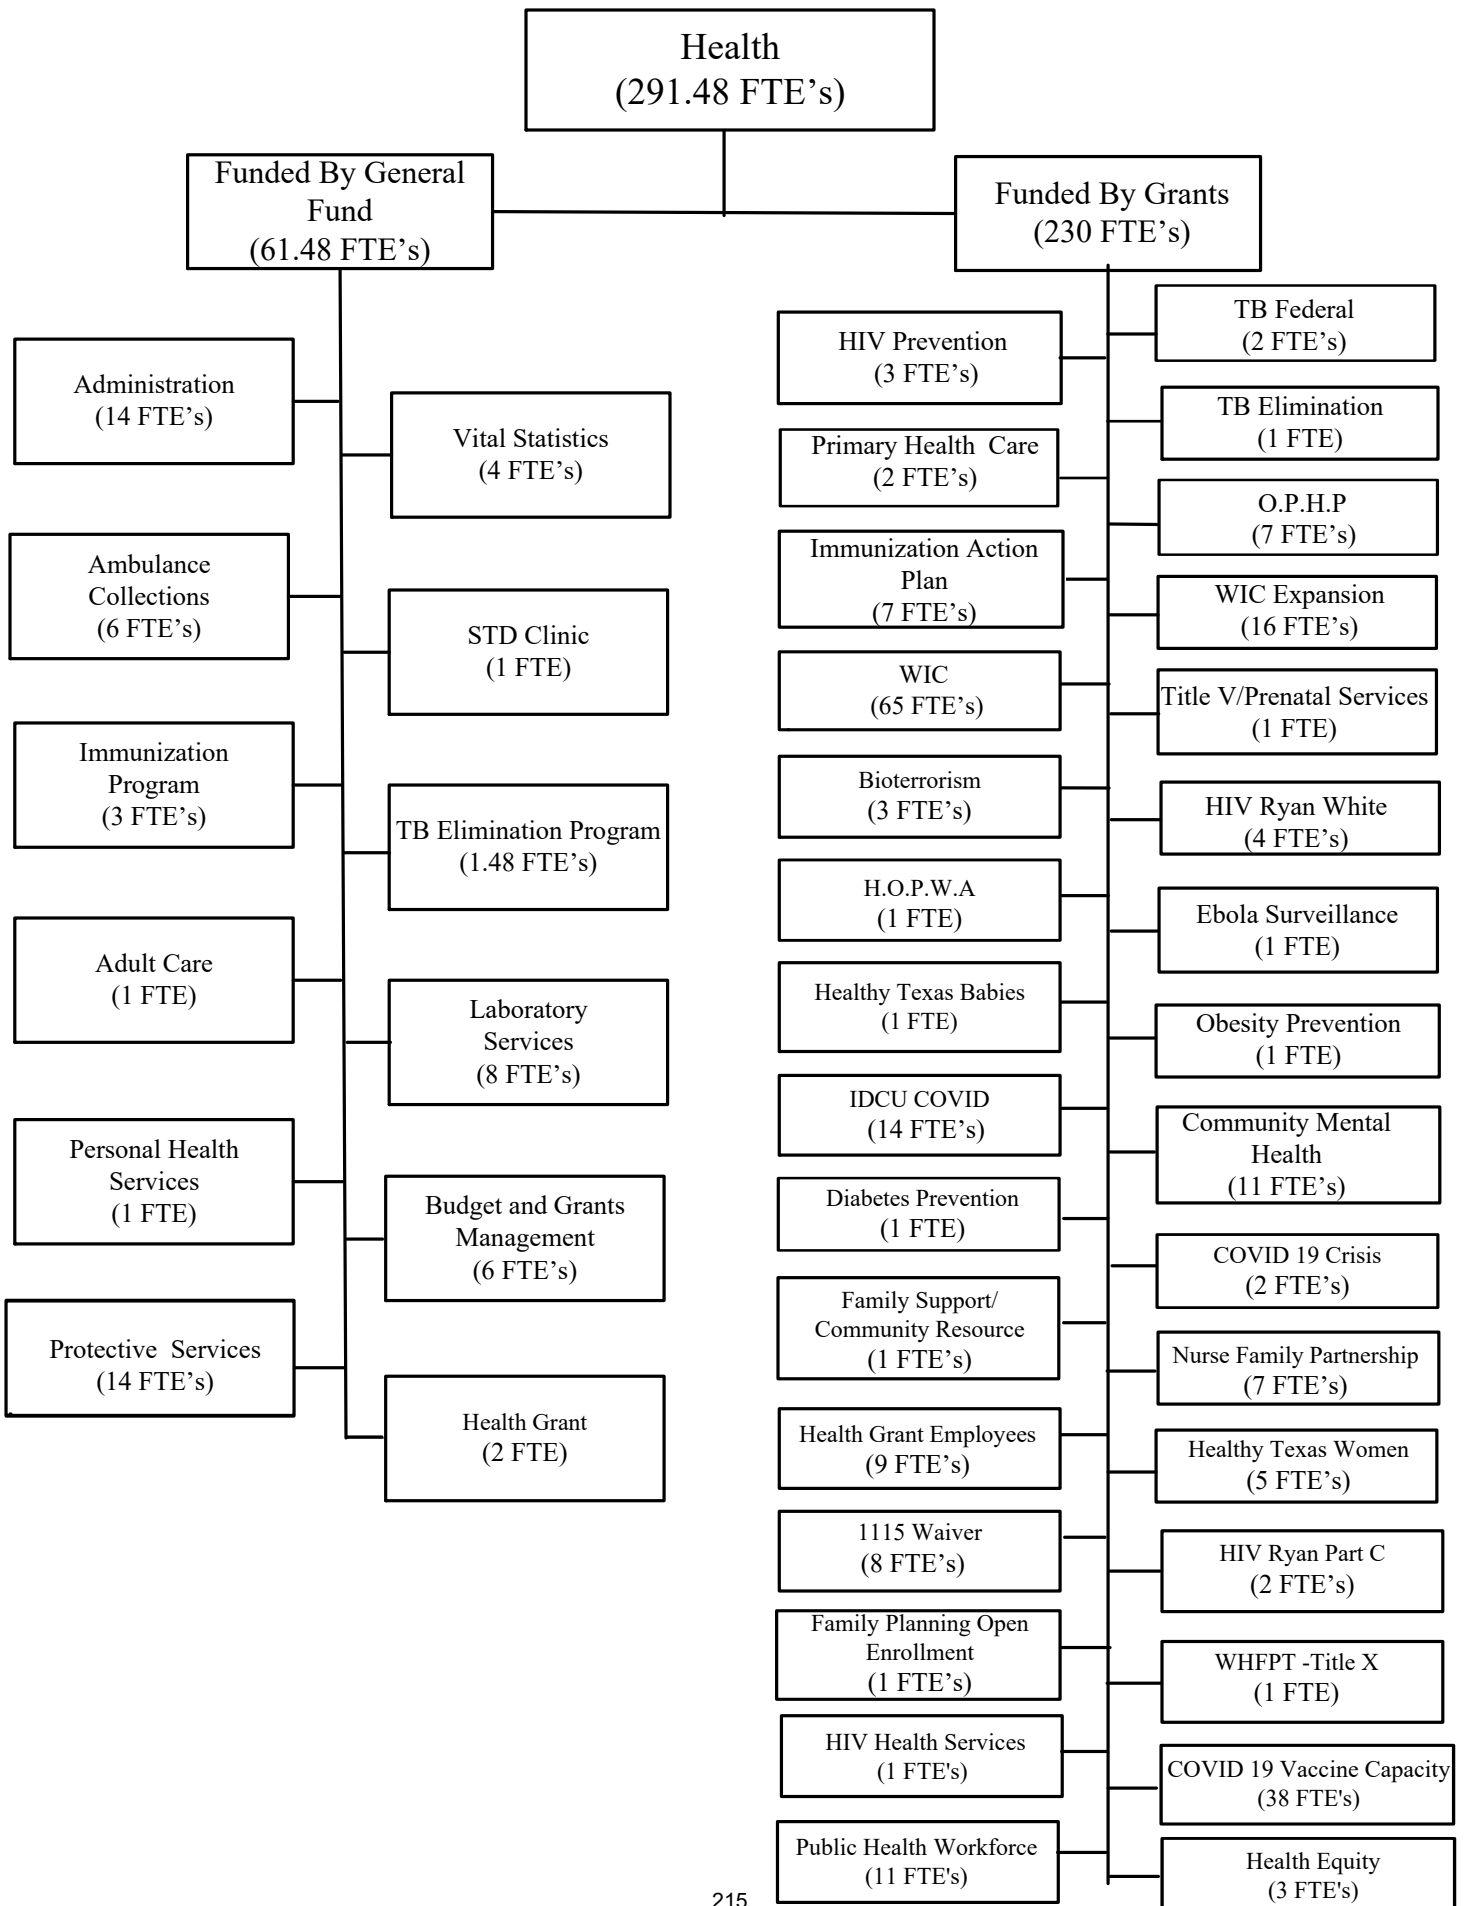 Health
(291.48 FTE’s)
Funded By General
Fund
(61.48 FTE’s)
Funded By Grants
(230 FTE’s)
Administration
(14 FTE’s)
Vital Statistics
(4 FTE’s)
Ambulance
Collections
(6 FTE’s)
STD Clinic
(1 FTE)
Immunization
Program
(3 FTE’s)
TB Elimination Program
(1.48 FTE’s)
Adult Care
(1 FTE)
Laboratory
Services
(8 FTE’s)
Personal Health
Services
(1 FTE)
Budget and Grants
Management
(6 FTE’s)
Protective  Services
(14 FTE’s)
Health Grant
(2 FTE)
HIV Prevention
(3 FTE’s)
Primary Health  Care
(2 FTE’s)
Immunization Action
Plan
(7 FTE’s)
WIC
(65 FTE’s)
Bioterrorism
(3 FTE’s)
H.O.P.W.A
(1 FTE)
Healthy Texas Babies
(1 FTE)
IDCU COVID
(14 FTE’s)
Diabetes Prevention
(1 FTE)
Family Support/
Community Resource
(1 FTE’s)
Health Grant Employees
(9 FTE’s)
1115 Waiver
(8 FTE’s)
Family Planning Open
Enrollment
(1 FTE’s)
HIV Health Services
(1 FTE's)
Public Health Workforce
(11 FTE's)
TB Federal
(2 FTE’s)
TB Elimination
(1 FTE)
O.P.H.P
(7 FTE’s)
WIC Expansion
(16 FTE’s)
Title V/Prenatal Services
(1 FTE)
HIV Ryan White
(4 FTE’s)
Ebola Surveillance
(1 FTE)
Obesity Prevention
(1 FTE)
Community Mental
Health
(11 FTE’s)
COVID 19 Crisis
(2 FTE’s)
Nurse Family Partnership
(7 FTE’s)
Healthy Texas Women
(5 FTE’s)
HIV Ryan Part C
(2 FTE’s)
WHFPT -Title X
(1 FTE)
COVID 19 Vaccine Capacity
(38 FTE's)
Health Equity
(3 FTE's)
215